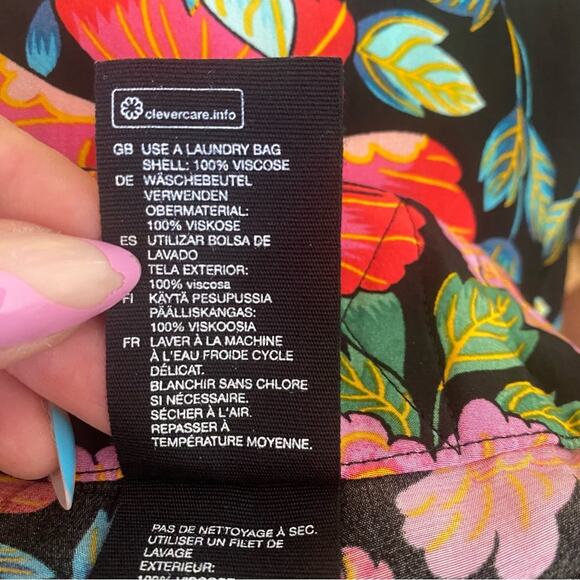 clevercare.info
GB USE A LAUNDRY BAG
SHELL: 100% VISCOSE
DE WÄSCHEBEUTEL
VERWENDEN
OBERMATERIAL:
100% VISKOSE
ES UTILIZAR BOLSA DE
LAVADO
TELA EXTERIOR:
100% viscosa
FI KÄYTÄ PESUPUSSIA
PÄÄLLISKANGAS:
100% VISKOOSIA
FR LAVER À LA MACHINE
À L'EAU FROIDE CYCLE
DÉLICAT.
BLANCHIR SANS CHLORE
SI NÉCESSAIRE.
SÉCHER À L'AIR.
REPASSER À
TEMPÉRATURE MOYENNE.
PAS DE NETTOYAGE À SEC.
UTILISER UN FILET DE
LAVAGE
EXTERIEUR:
100% VISCOSE